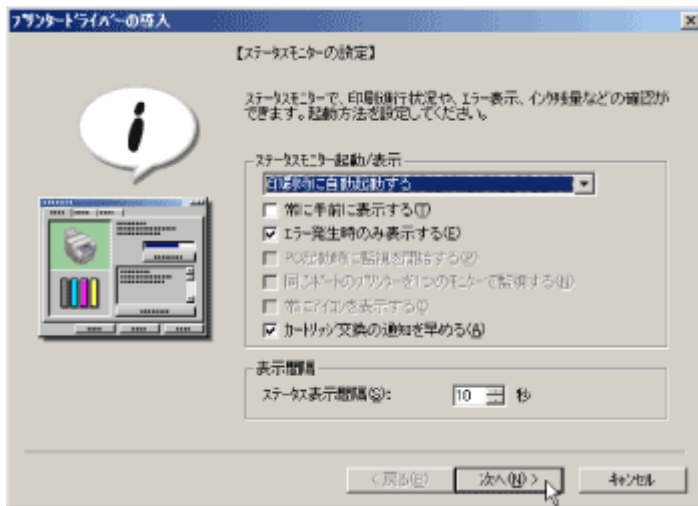 プリンタードライバーの導入
【ステータスモニターの設定】
ステータスモニターで、印刷実行状況や、エラー表示、インク残量などの確認が
できます。起動方法を設定してください。
ステータスモニター起動/表示
印刷時に自動起動する
常に手前に表示する(T)
エラー発生時のみ表示する(E)
PC起動時に監視を開始する(P)
同じポートのプリンターを1つのモニターで監視する(N)
常にアイコンを表示する(I)
カートリッジ交換の通知を早める(A)
表示間隔
ステータス表示間隔(S): 10 秒
< 戻る(B) 次へ(N) > キャンセル